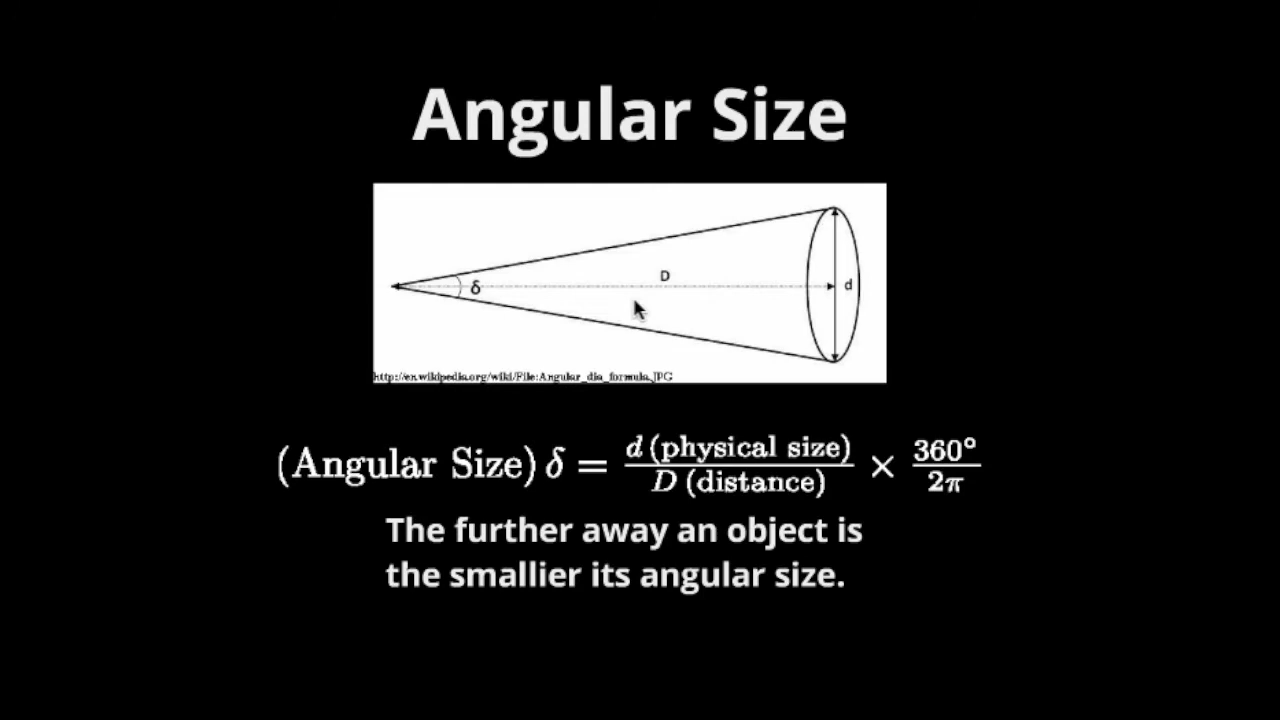 Angular Size
D
δ
d
http://en.wikipedia.org/wiki/File:Angular_dia_formula.JPG
(Angular Size) δ = d (physical size) / D (distance) × 360° / 2π
The further away an object is
the smallier its angular size.